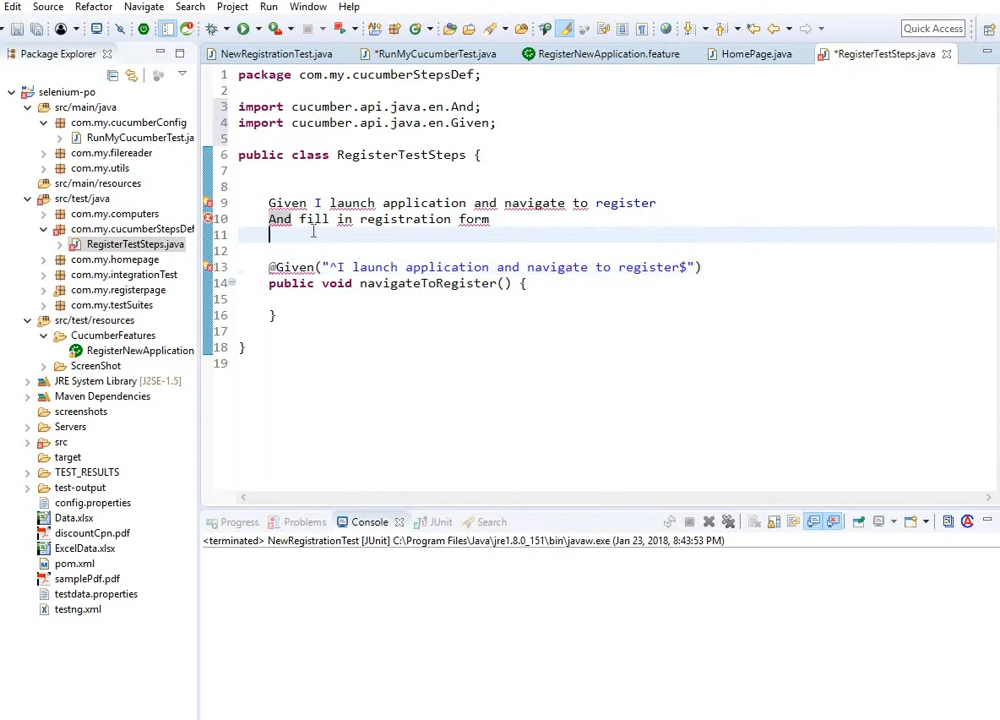 Edit Source Refactor Navigate Search Project Run Window Help
Quick Access
Package Explorer
NewRegistrationTest.java *RunMyCucumberTest.java RegisterNewApplication.feature HomePage.java *RegisterTestSteps.java
selenium-po
src/main/java
com.my.cucumberConfig
RunMyCucumberTest.ja
com.my.filereader
com.my.utils
src/main/resources
src/test/java
com.my.computers
com.my.cucumberStepsDef
RegisterTestSteps.java
com.my.homepage
com.my.integrationTest
com.my.registerpage
com.my.testSuites
src/test/resources
CucumberFeatures
RegisterNewApplication
ScreenShot
JRE System Library [J2SE-1.5]
Maven Dependencies
screenshots
Servers
src
target
TEST_RESULTS
test-output
config.properties
Data.xlsx
discountCpn.pdf
ExcelData.xlsx
pom.xml
samplePdf.pdf
testdata.properties
testng.xml
1 package com.my.cucumberStepsDef;
2
3 import cucumber.api.java.en.And;
4 import cucumber.api.java.en.Given;
5
6 public class RegisterTestSteps {
7
8
9 Given I launch application and navigate to register
10 And fill in registration form
11
12
13 @Given("^I launch application and navigate to register$")
14 public void navigateToRegister() {
15
16 }
17
18 }
19
Progress Problems Console JUnit Search
<terminated> NewRegistrationTest [JUnit] C:\Program Files\Java\jre1.8.0_151\bin\javaw.exe (Jan 23, 2018, 8:43:53 PM)